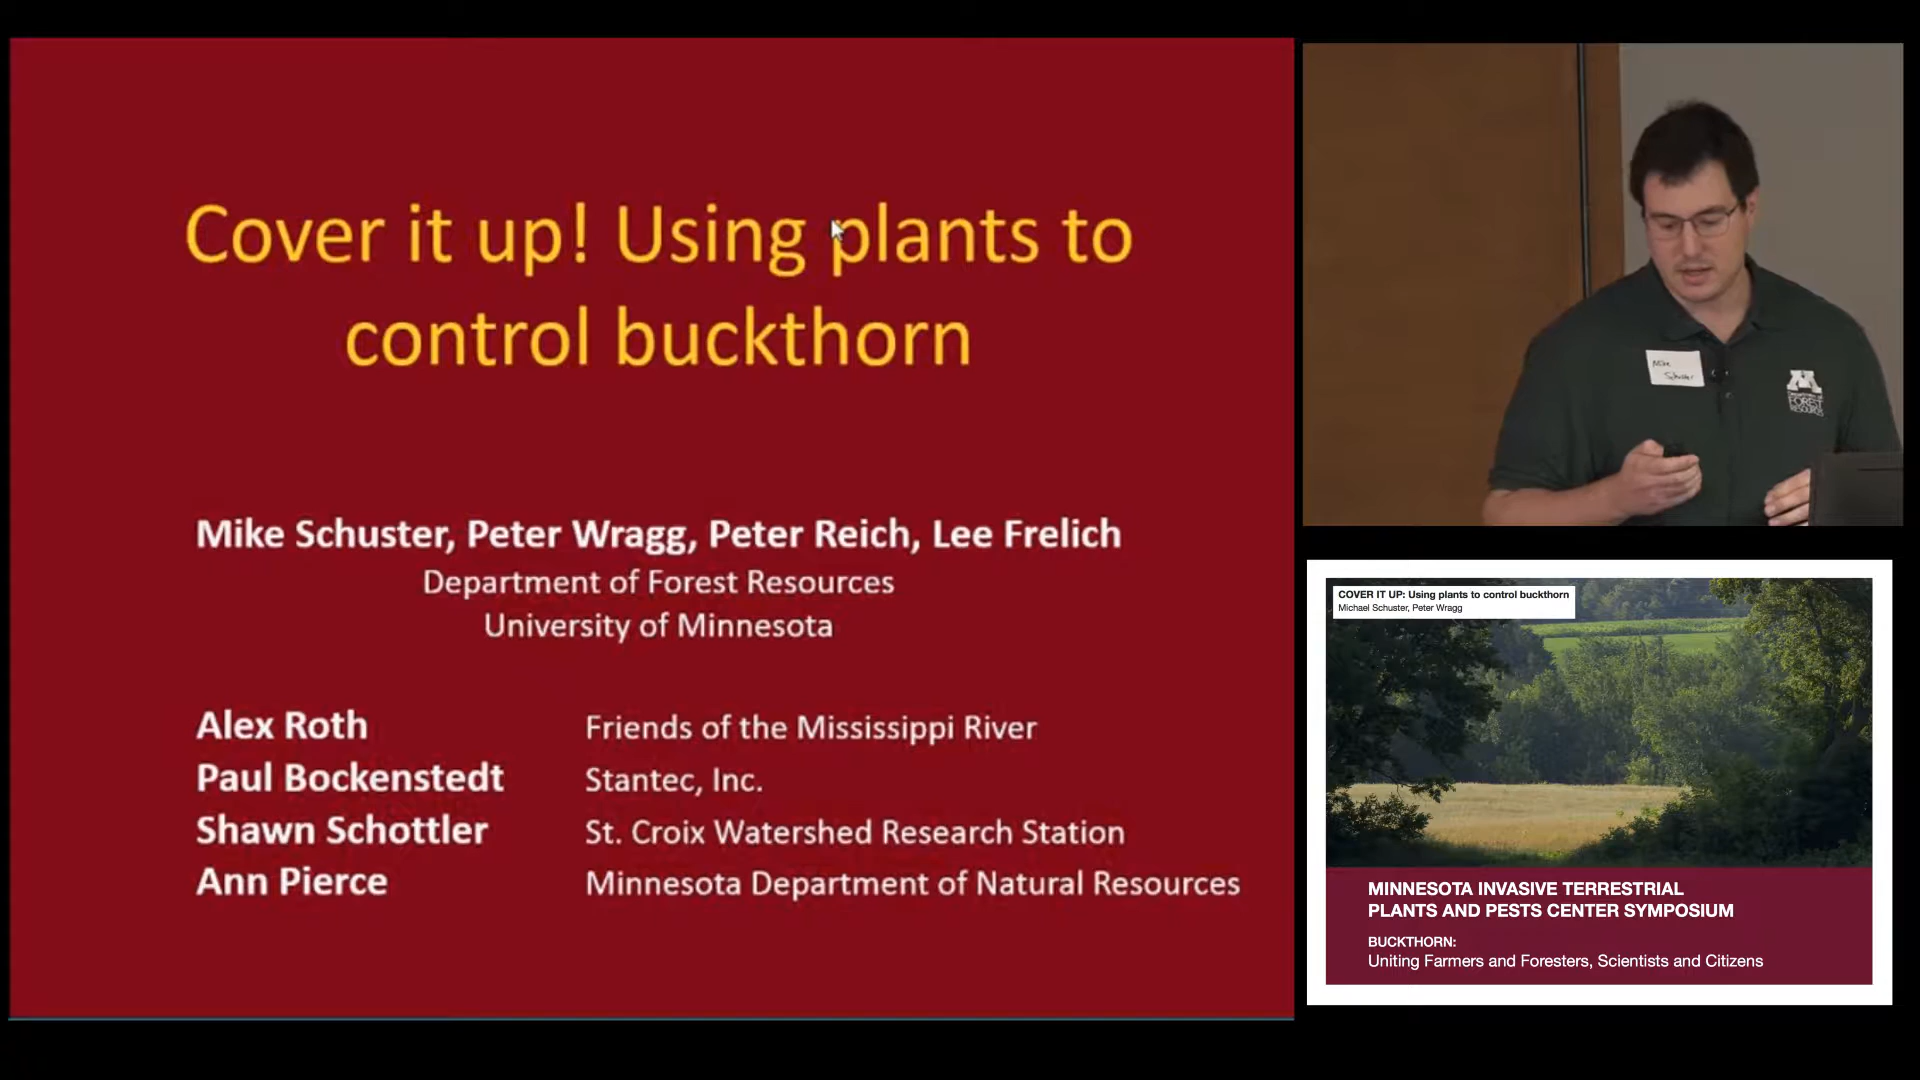 Cover it up! Using plants to
control buckthorn
Mike Schuster, Peter Wragg, Peter Reich, Lee Frelich
Department of Forest Resources
University of Minnesota
Alex Roth Friends of the Mississippi River
Paul Bockenstedt Stantec, Inc.
Shawn Schottler St. Croix Watershed Research Station
Ann Pierce Minnesota Department of Natural Resources
Mike
Schuster
M
FOREST
RESOURCES
COVER IT UP: Using plants to control buckthorn
Michael Schuster, Peter Wragg
MINNESOTA INVASIVE TERRESTRIAL
PLANTS AND PESTS CENTER SYMPOSIUM
BUCKTHORN:
Uniting Farmers and Foresters, Scientists and Citizens